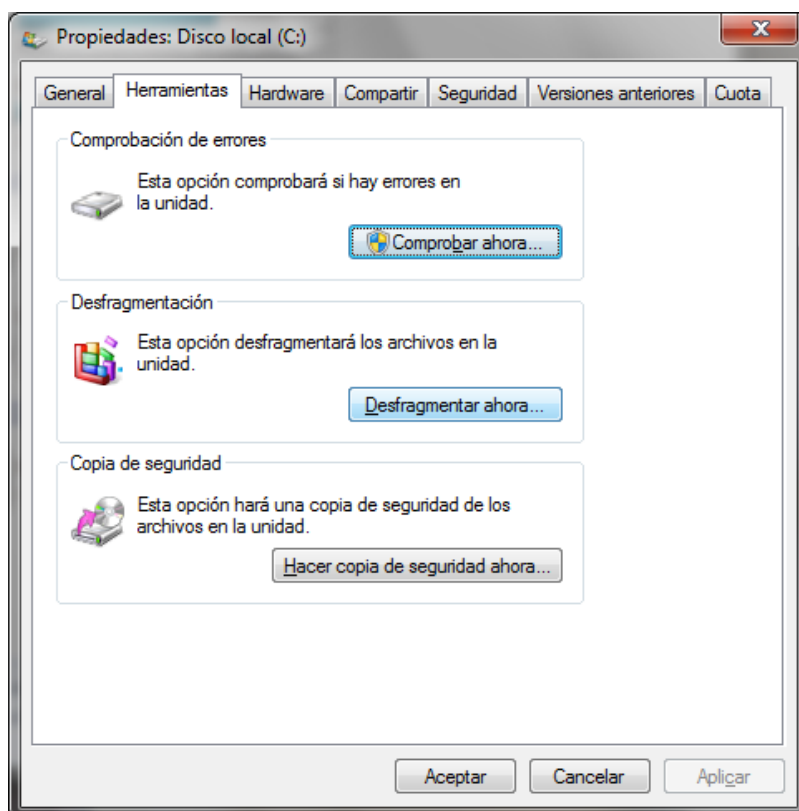 Propiedades: Disco local (C:)
General Herramientas Hardware Compartir Seguridad Versiones anteriores Cuota
Comprobación de errores
Esta opción comprobará si hay errores en
la unidad.
Comprobar ahora...
Desfragmentación
Esta opción desfragmentará los archivos en la
unidad.
Desfragmentar ahora...
Copia de seguridad
Esta opción hará una copia de seguridad de los
archivos en la unidad.
Hacer copia de seguridad ahora...
Aceptar Cancelar Aplicar